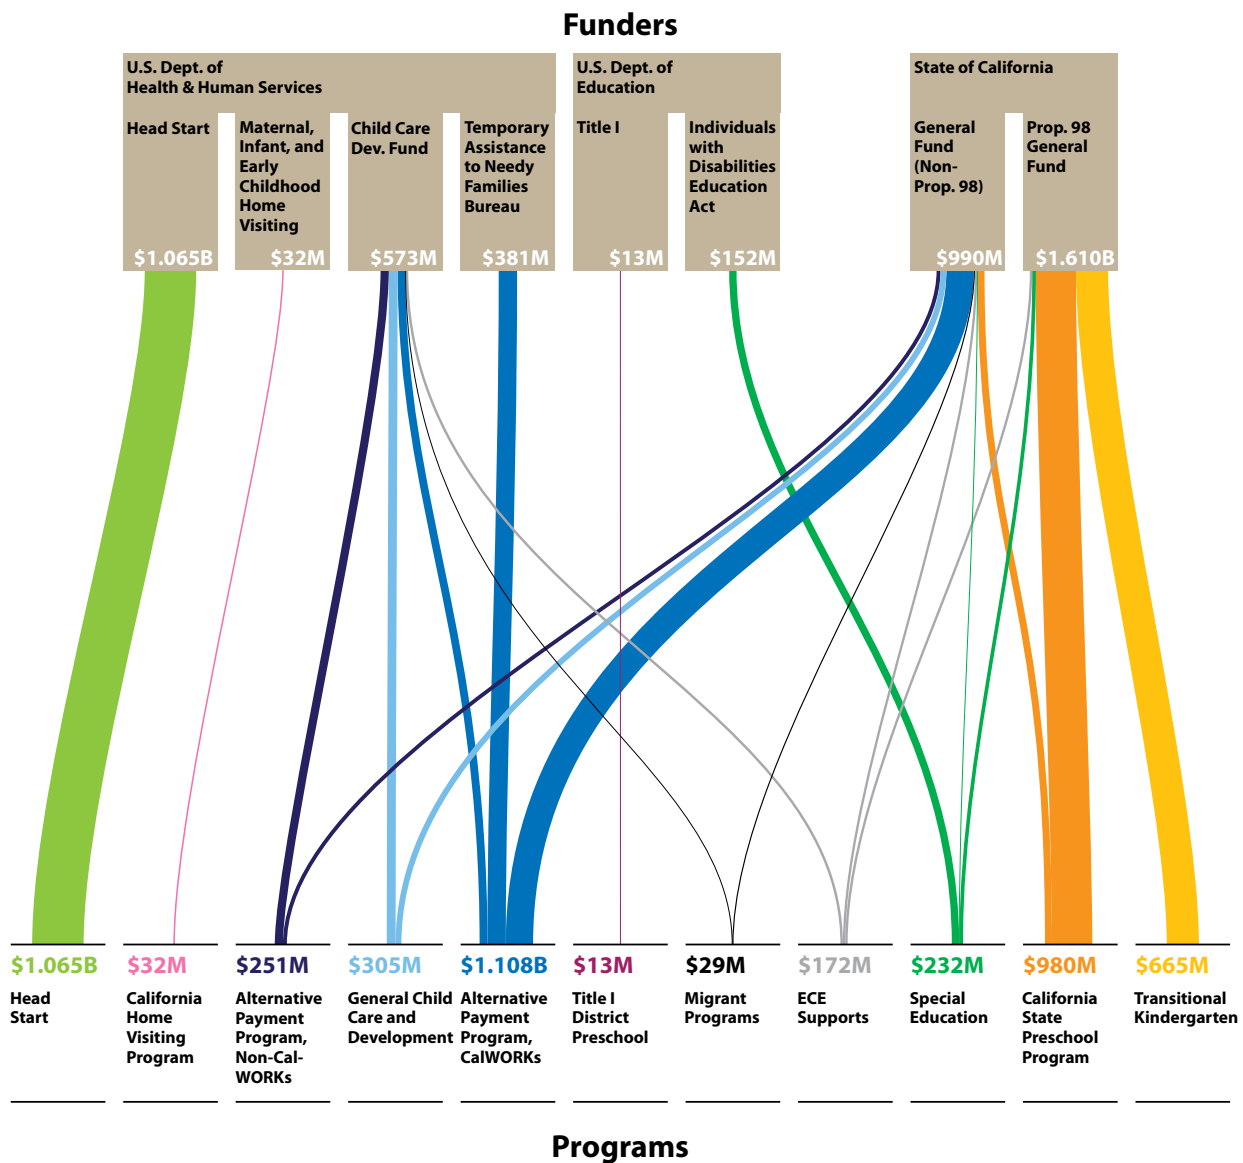 Funders
U.S. Dept. of
Health & Human Services
U.S. Dept. of
Education
State of California
Head Start
Maternal,
Infant, and
Early
Childhood
Home
Visiting
Child Care
Dev. Fund
Temporary
Assistance
to Needy
Families
Bureau
Title I
Individuals
with
Disabilities
Education
Act
General
Fund
(Non-
Prop. 98)
Prop. 98
General
Fund
$1.065B
$32M
$573M
$381M
$13M
$152M
$990M
$1.610B
$1.065B
$32M
$251M
$305M
$1.108B
$13M
$29M
$172M
$232M
$980M
$665M
Head
Start
California
Home
Visiting
Program
Alternative
Payment
Program,
Non-Cal-
WORKs
General Child
Care and
Development
Alternative
Payment
Program,
CalWORKs
Title I
District
Preschool
Migrant
Programs
ECE
Supports
Special
Education
California
State
Preschool
Program
Transitional
Kindergarten
Programs